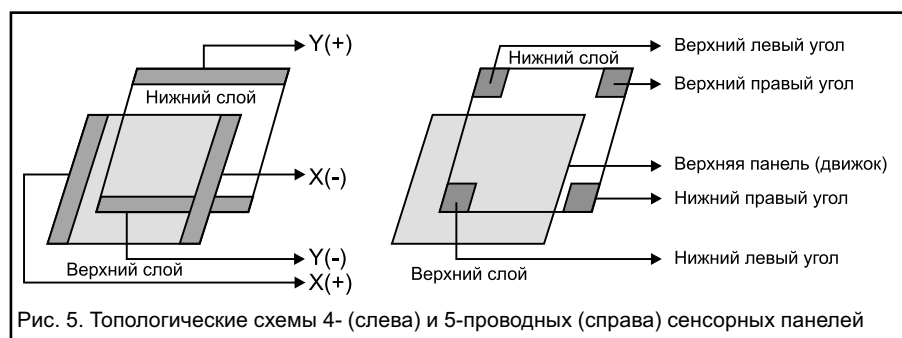 Y(+)
Нижний слой
X(-)
Y(-)
Верхний слой
X(+)
Верхний левый угол
Нижний слой
Верхний правый угол
Верхняя панель (движок)
Нижний правый угол
Нижний левый угол
Верхний слой
Рис. 5. Топологические схемы 4- (слева) и 5-проводных (справа) сенсорных панелей